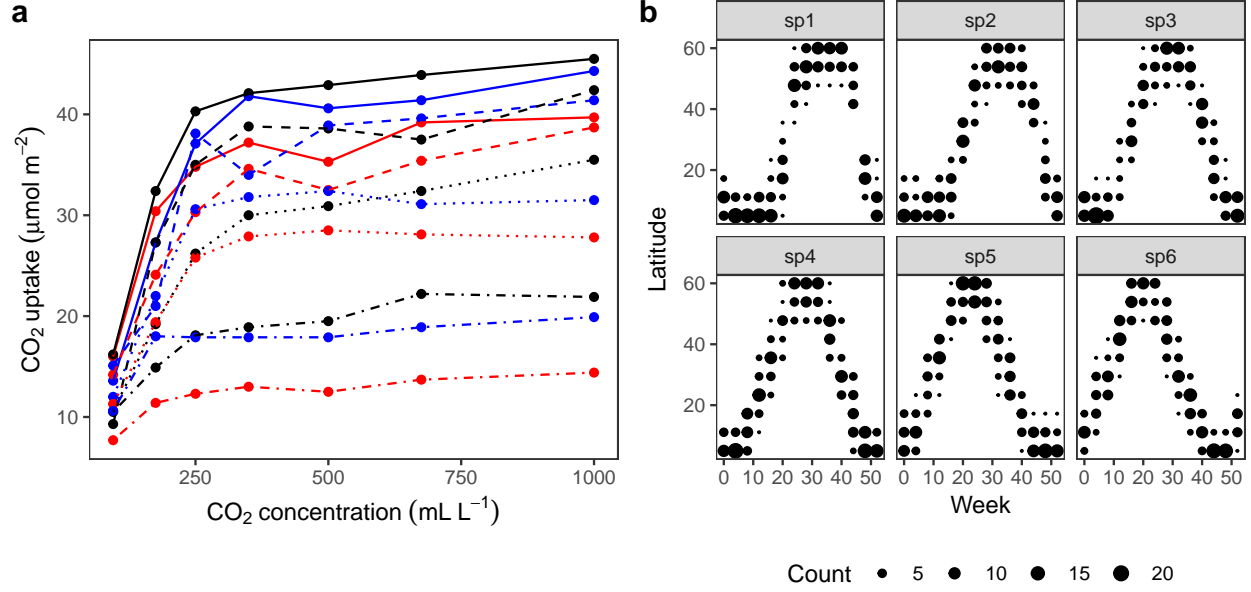 a
40
30
20
10
250
500
750
1000
CO₂ uptake (μmol m⁻²)
CO₂ concentration (mL L⁻¹)
b
sp1
sp2
sp3
60
40
20
sp4
sp5
sp6
60
40
20
0 10 20 30 40 50
0 10 20 30 40 50
0 10 20 30 40 50
Latitude
Week
Count 5 10 15 20